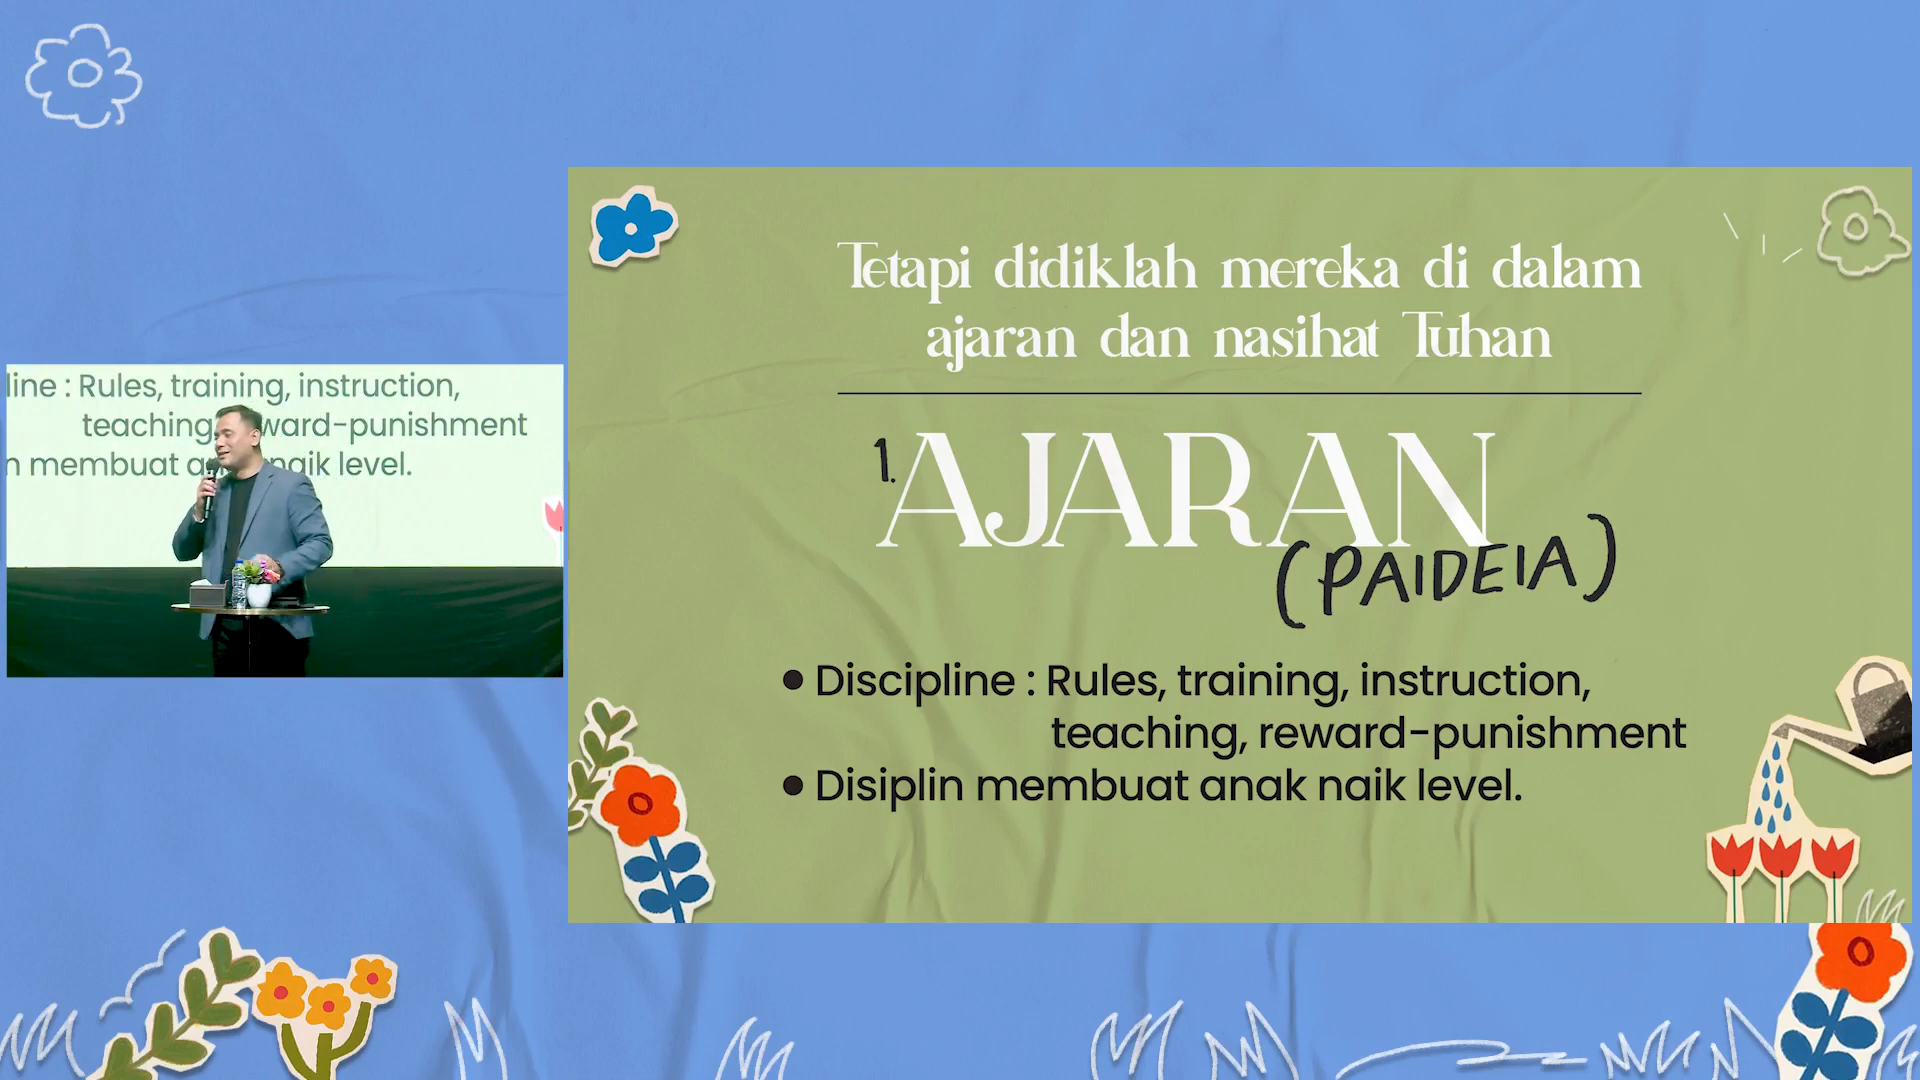 Tetapi didiklah mereka di dalam
ajaran dan nasihat Tuhan
1. AJARAN
(PAIDEIA)
• Discipline : Rules, training, instruction,
teaching, reward-punishment
• Disiplin membuat anak naik level.
line : Rules, training, instruction,
teaching, reward-punishment
n membuat anak naik level.